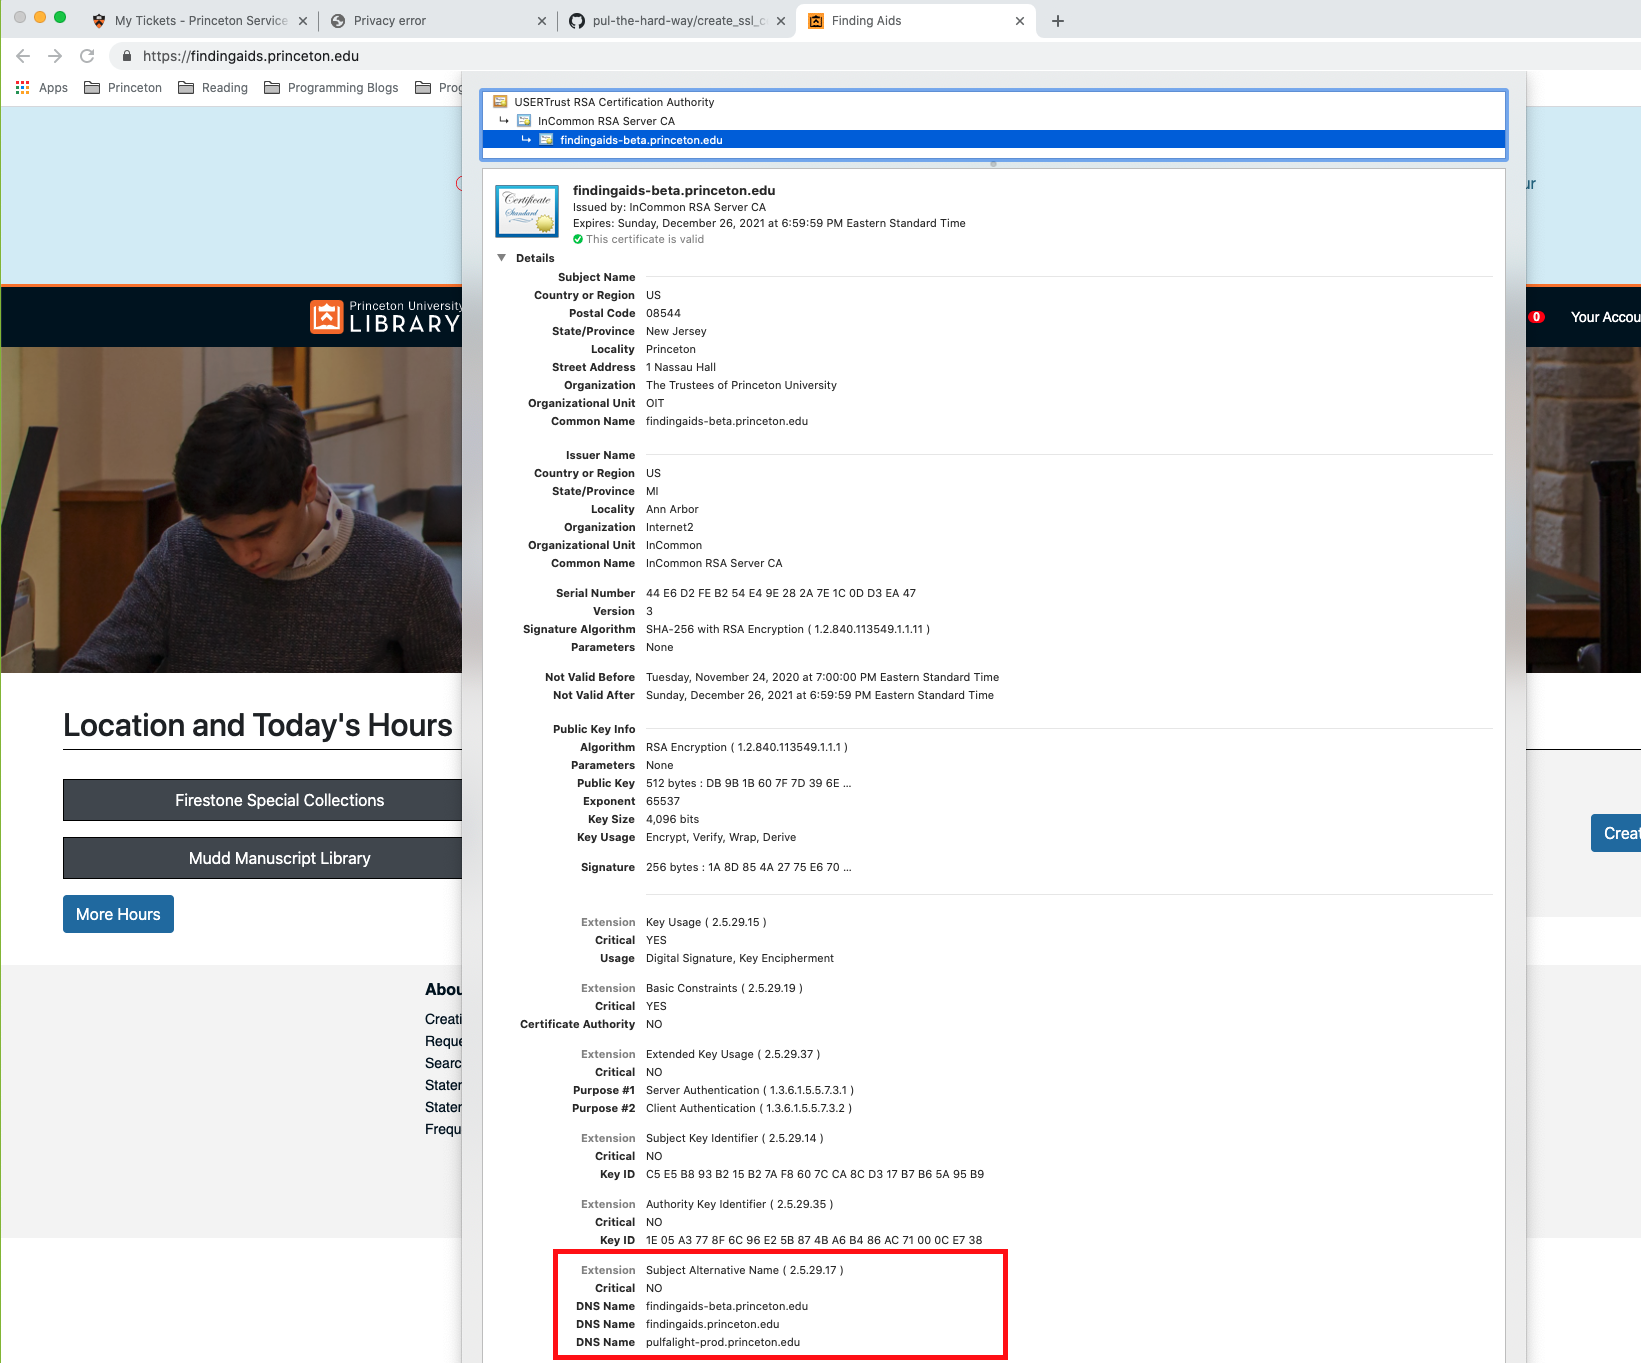 My Tickets - Princeton Service
Privacy error
pul-the-hard-way/create_ssl_c
Finding Aids
https://findingaids.princeton.edu
Apps
Princeton
Reading
Programming Blogs
USERTrust RSA Certification Authority
InCommon RSA Server CA
findingaids-beta.princeton.edu
findingaids-beta.princeton.edu
Issued by: InCommon RSA Server CA
Expires: Sunday, December 26, 2021 at 6:59:59 PM Eastern Standard Time
This certificate is valid
Certificate
Standard
Details
Subject Name
Country or Region US
Postal Code 08544
State/Province New Jersey
Locality Princeton
Street Address 1 Nassau Hall
Organization The Trustees of Princeton University
Organizational Unit OIT
Common Name findingaids-beta.princeton.edu
Issuer Name
Country or Region US
State/Province MI
Locality Ann Arbor
Organization Internet2
Organizational Unit InCommon
Common Name InCommon RSA Server CA
Serial Number 44 E6 D2 FE B2 54 E4 9E 28 2A 7E 1C 0D D3 EA 47
Version 3
Signature Algorithm SHA-256 with RSA Encryption ( 1.2.840.113549.1.1.11 )
Parameters None
Not Valid Before Tuesday, November 24, 2020 at 7:00:00 PM Eastern Standard Time
Not Valid After Sunday, December 26, 2021 at 6:59:59 PM Eastern Standard Time
Public Key Info
Algorithm RSA Encryption ( 1.2.840.113549.1.1.1 )
Parameters None
Public Key 512 bytes : DB 9B 1B 60 7F 7D 39 6E ...
Exponent 65537
Key Size 4,096 bits
Key Usage Encrypt, Verify, Wrap, Derive
Signature 256 bytes : 1A 8D 85 4A 27 75 E6 70 ...
Extension Key Usage ( 2.5.29.15 )
Critical YES
Usage Digital Signature, Key Encipherment
Extension Basic Constraints ( 2.5.29.19 )
Critical YES
Certificate Authority NO
Extension Extended Key Usage ( 2.5.29.37 )
Critical NO
Purpose #1 Server Authentication ( 1.3.6.1.5.5.7.3.1 )
Purpose #2 Client Authentication ( 1.3.6.1.5.5.7.3.2 )
Extension Subject Key Identifier ( 2.5.29.14 )
Critical NO
Key ID C5 E5 B8 93 B2 15 B2 7A F8 60 7C CA 8C D3 17 B7 B6 5A 95 B9
Extension Authority Key Identifier ( 2.5.29.35 )
Critical NO
Key ID 1E 05 A3 77 8F 6C 96 E2 5B 87 4B A6 B4 86 AC 71 00 0C E7 38
Extension Subject Alternative Name ( 2.5.29.17 )
Critical NO
DNS Name findingaids-beta.princeton.edu
DNS Name findingaids.princeton.edu
DNS Name pulfalight-prod.princeton.edu
Princeton University
LIBRARY
0
Your Accou
Location and Today's Hours
Firestone Special Collections
Mudd Manuscript Library
More Hours
Creat
Abou
Creati
Reque
Searc
Stater
Stater
Frequ